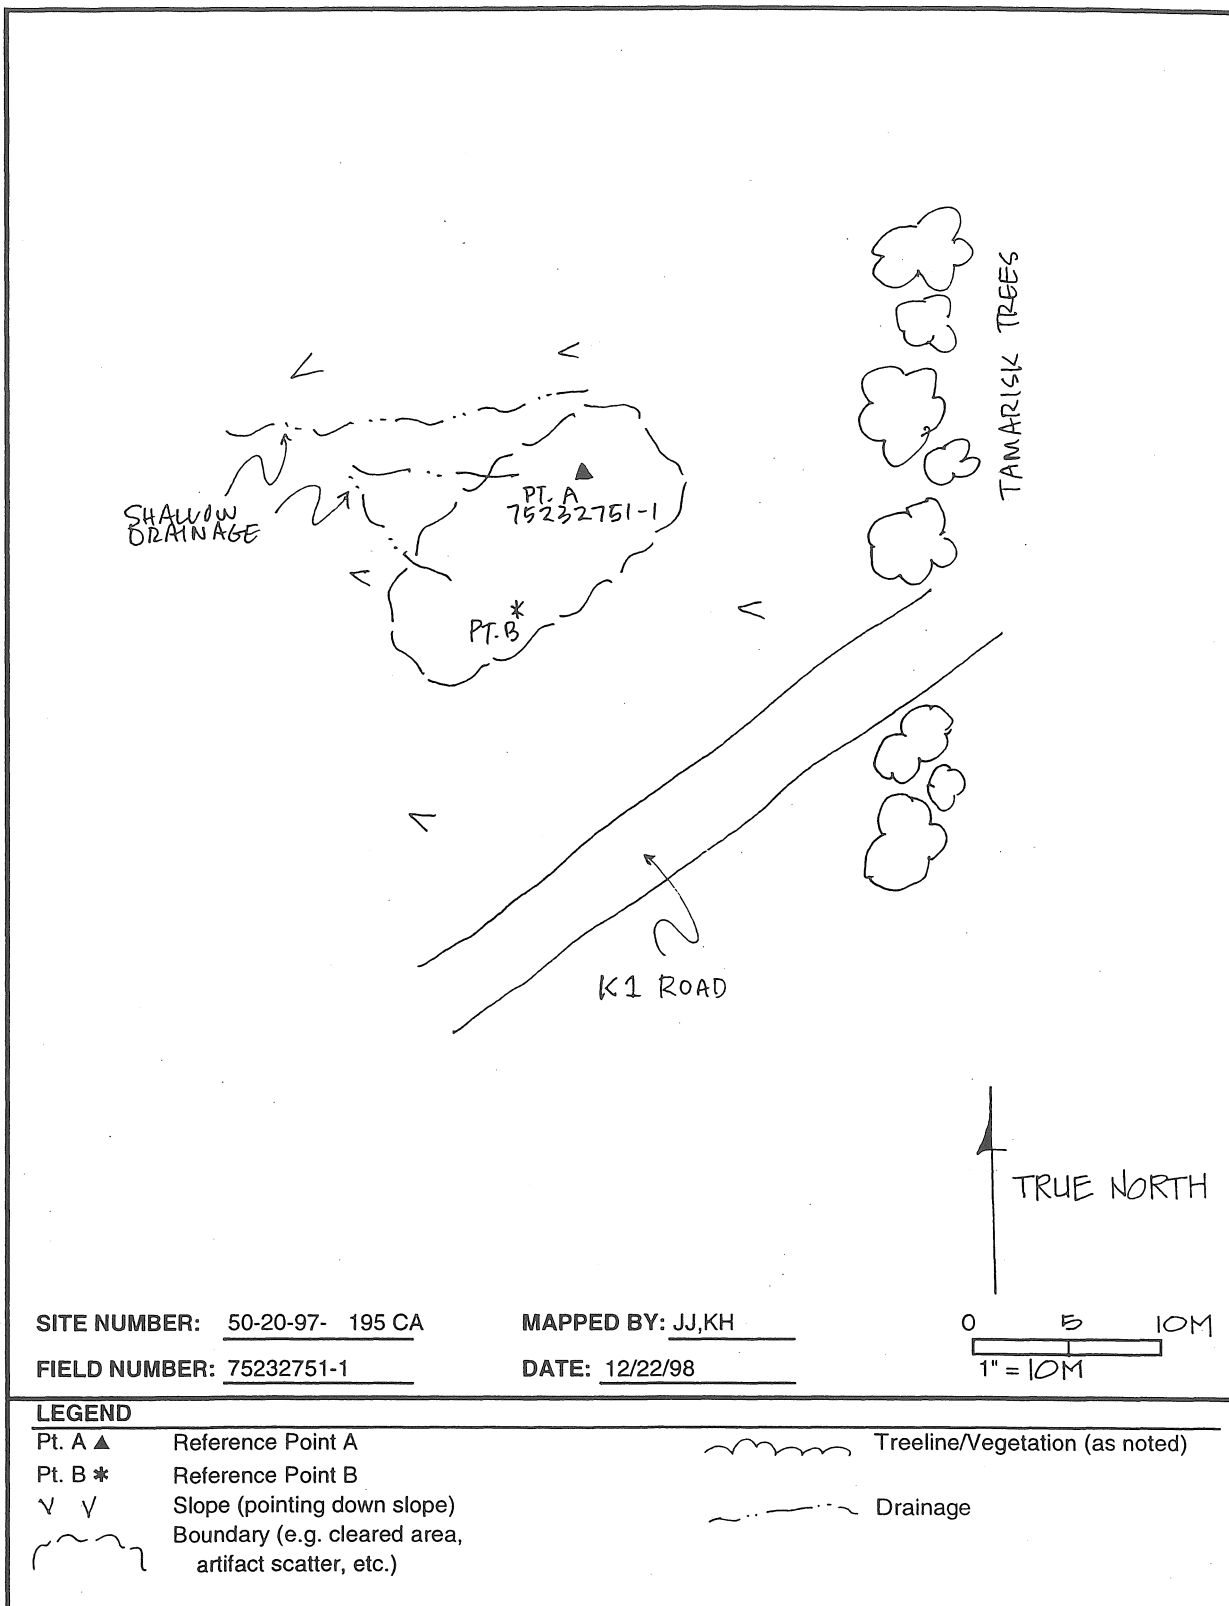 TAMARISK TREES
SHALLOW
DRAINAGE
PT. A
75232751-1
PT. B
K1 ROAD
TRUE NORTH
SITE NUMBER: 50-20-97- 195 CA
MAPPED BY: JJ,KH
FIELD NUMBER: 75232751-1
DATE: 12/22/98
0 5 10M
1" = 10M
LEGEND
Pt. A ▲ Reference Point A
Pt. B * Reference Point B
Slope (pointing down slope)
Boundary (e.g. cleared area,
artifact scatter, etc.)
Treeline/Vegetation (as noted)
Drainage